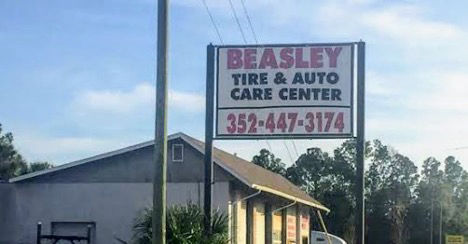 BEASLEY
TIRE & AUTO
CARE CENTER
352-447-3174